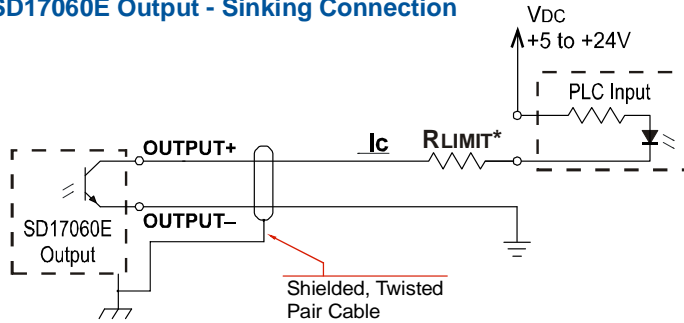 SD17060E Output - Sinking Connection
VDC
+5 to +24V
PLC Input
OUTPUT+
Ic
RLIMIT*
OUTPUT–
SD17060E
Output
Shielded, Twisted
Pair Cable